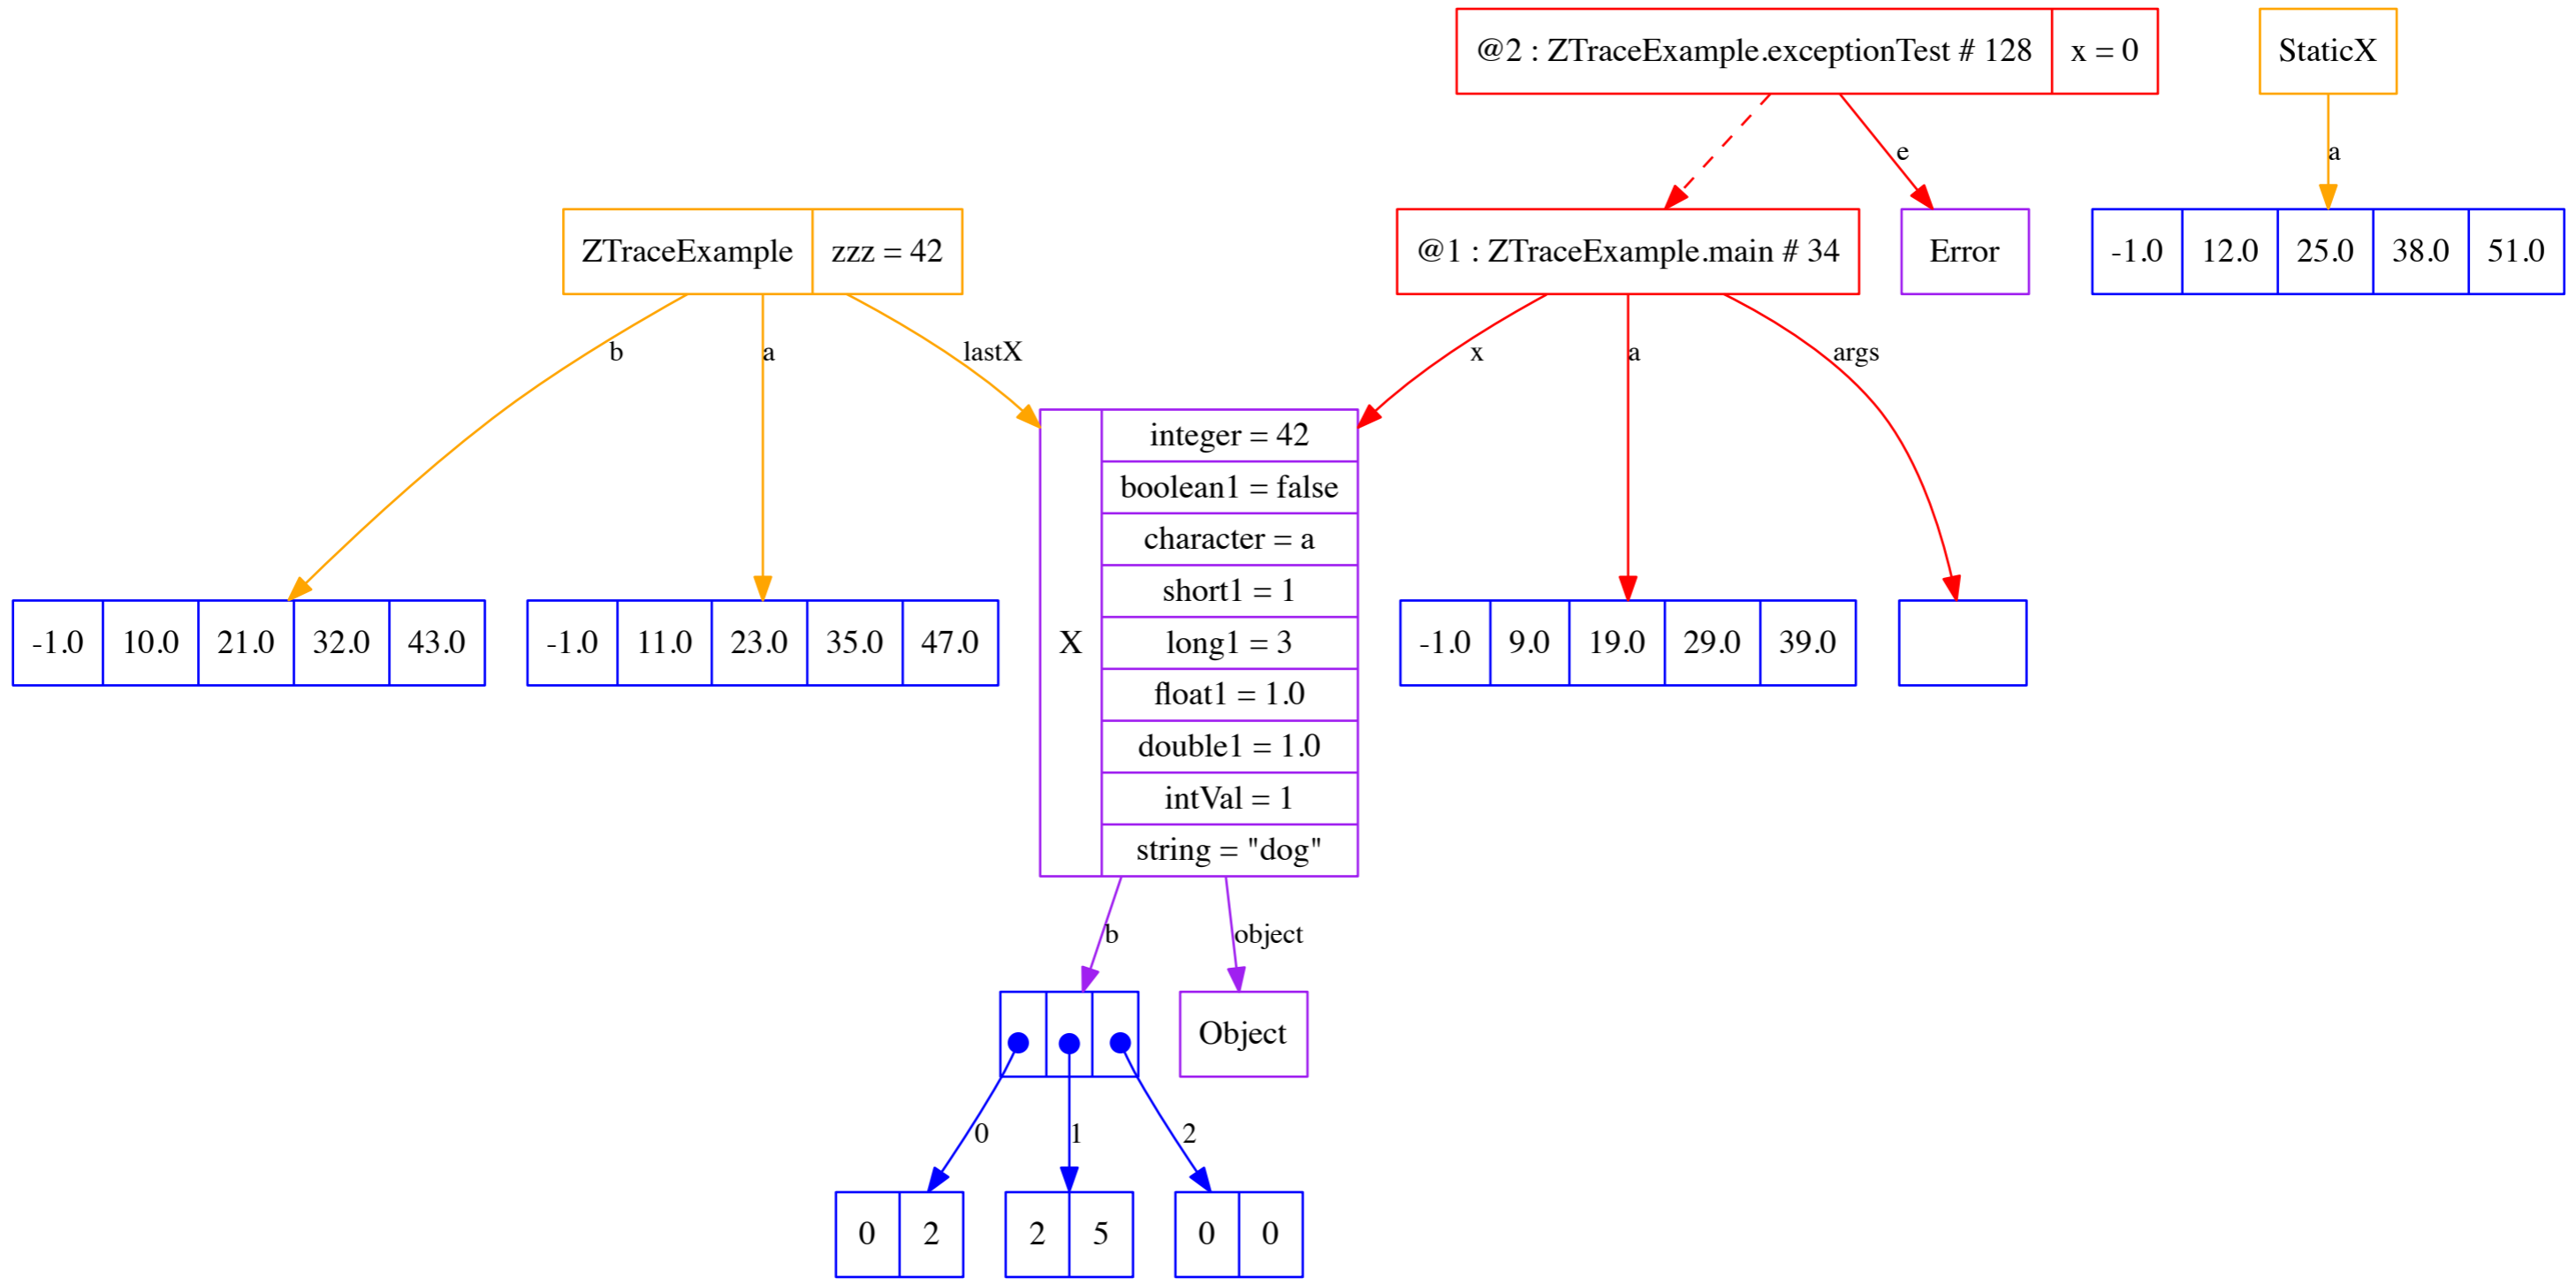 @2 : ZTraceExample.exceptionTest # 128 x = 0
StaticX
e
a
ZTraceExample zzz = 42
@1 : ZTraceExample.main # 34
Error
-1.0 12.0 25.0 38.0 51.0
b
a
lastX
x
a
args
-1.0 10.0 21.0 32.0 43.0
-1.0 11.0 23.0 35.0 47.0
X
integer = 42
boolean1 = false
character = a
short1 = 1
long1 = 3
float1 = 1.0
double1 = 1.0
intVal = 1
string = "dog"
-1.0 9.0 19.0 29.0 39.0
b
object
Object
0
1
2
0 2
2 5
0 0